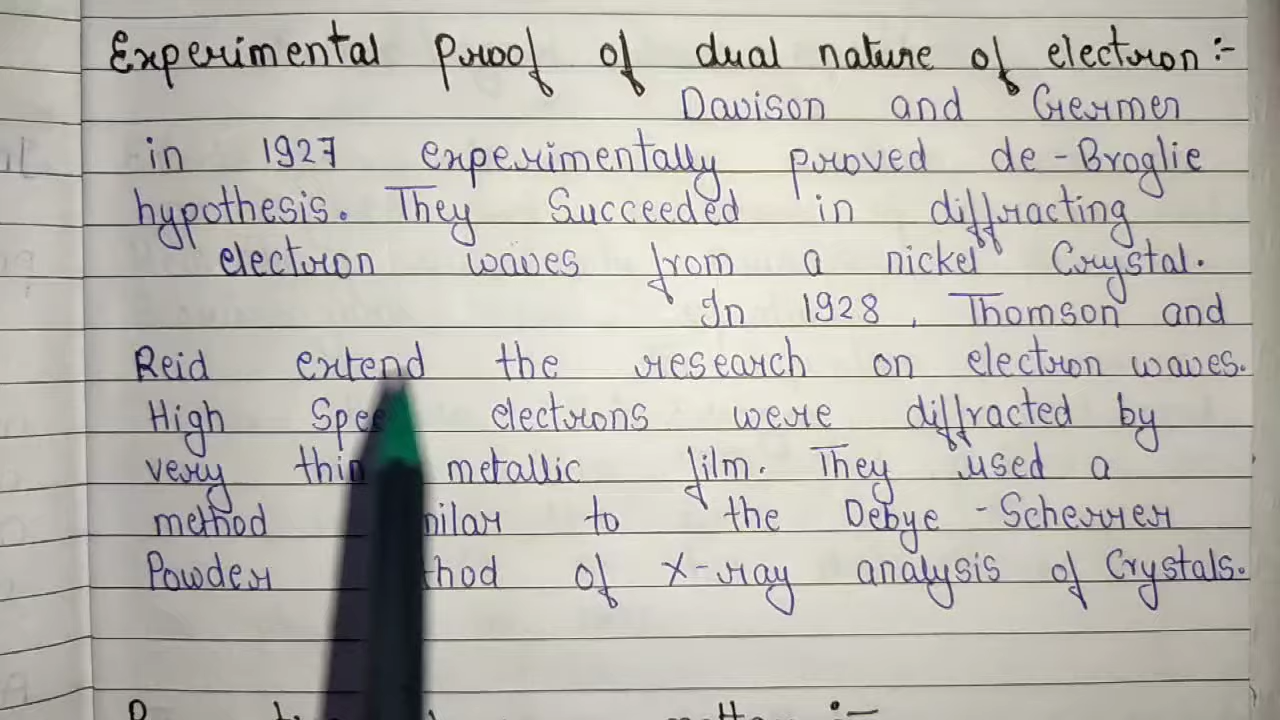 Experimental Proof of dual nature of electron :-
Davison and Germer
in 1927 experimentally proved de-Broglie
hypothesis. They Succeeded in diffracting
electron waves from a nickel Crystal.
In 1928, Thomson and
Reid extend the research on electron waves.
High electrons were diffracted by
very thin metallic film. They used a
method to the Debye-Scherrer
Powder of X-ray analysis of Crystals.